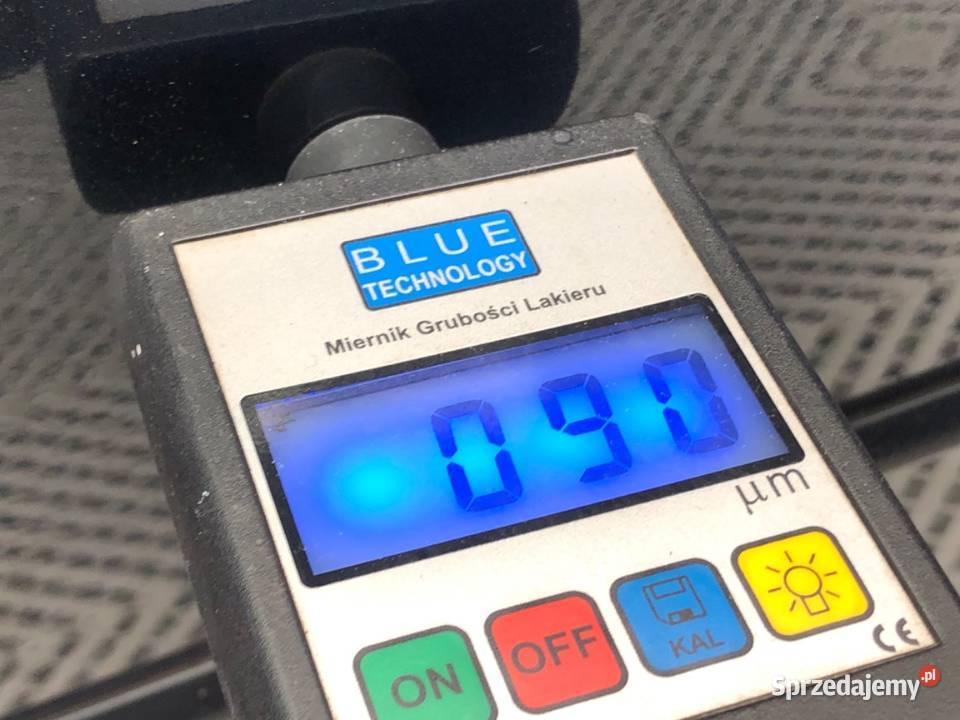 BLUE
TECHNOLOGY
Miernik Grubości Lakieru
090
µm
ON
OFF
KAL
CE
Sprzedajemy.pl